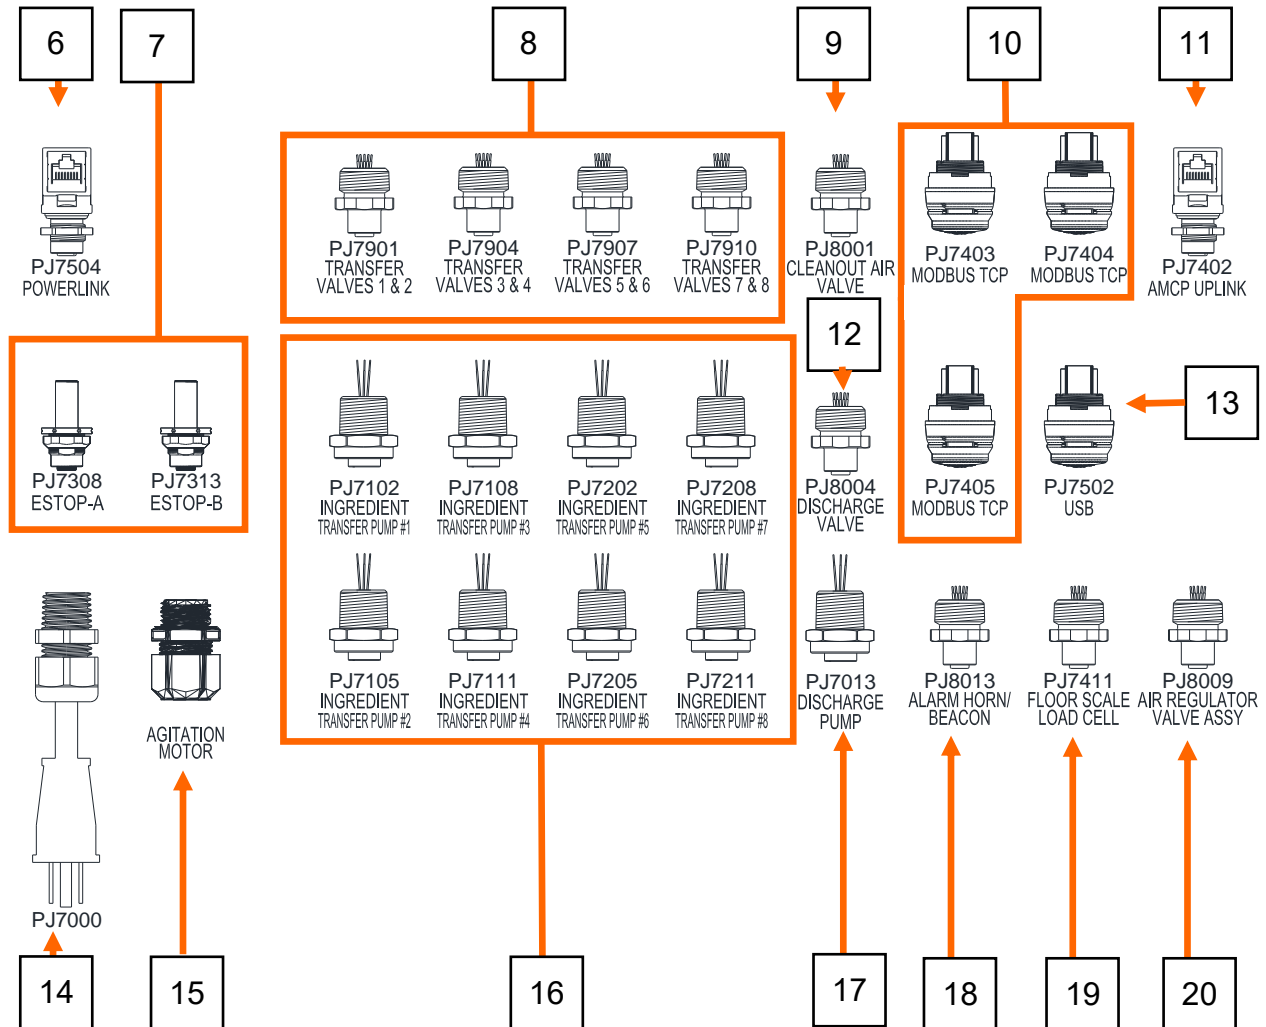 6
7
8
9
10
11
PJ7504
POWERLINK
PJ7901
TRANSFER
VALVES 1 & 2
PJ7904
TRANSFER
VALVES 3 & 4
PJ7907
TRANSFER
VALVES 5 & 6
PJ7910
TRANSFER
VALVES 7 & 8
PJ8001
CLEANOUT AIR
VALVE
PJ7403
MODBUS TCP
PJ7404
MODBUS TCP
PJ7402
AMCP UPLINK
12
13
PJ7308
ESTOP-A
PJ7313
ESTOP-B
PJ7102
INGREDIENT
TRANSFER PUMP #1
PJ7108
INGREDIENT
TRANSFER PUMP #3
PJ7202
INGREDIENT
TRANSFER PUMP #5
PJ7208
INGREDIENT
TRANSFER PUMP #7
PJ8004
DISCHARGE
VALVE
PJ7405
MODBUS TCP
PJ7502
USB
PJ7000
AGITATION
MOTOR
PJ7105
INGREDIENT
TRANSFER PUMP #2
PJ7111
INGREDIENT
TRANSFER PUMP #4
PJ7205
INGREDIENT
TRANSFER PUMP #6
PJ7211
INGREDIENT
TRANSFER PUMP #8
PJ7013
DISCHARGE
PUMP
PJ8013
ALARM HORN/
BEACON
PJ7411
FLOOR SCALE
LOAD CELL
PJ8009
AIR REGULATOR
VALVE ASSY
14
15
16
17
18
19
20